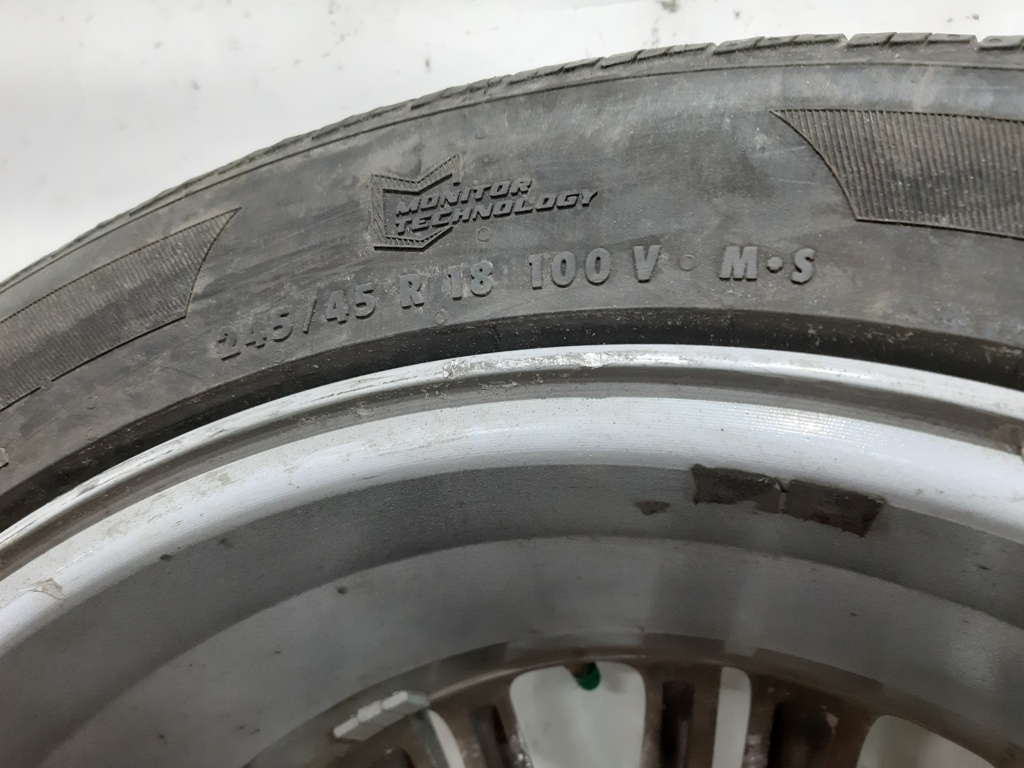 MONITOR
TECHNOLOGY
245/45 R 18 100 V M•S